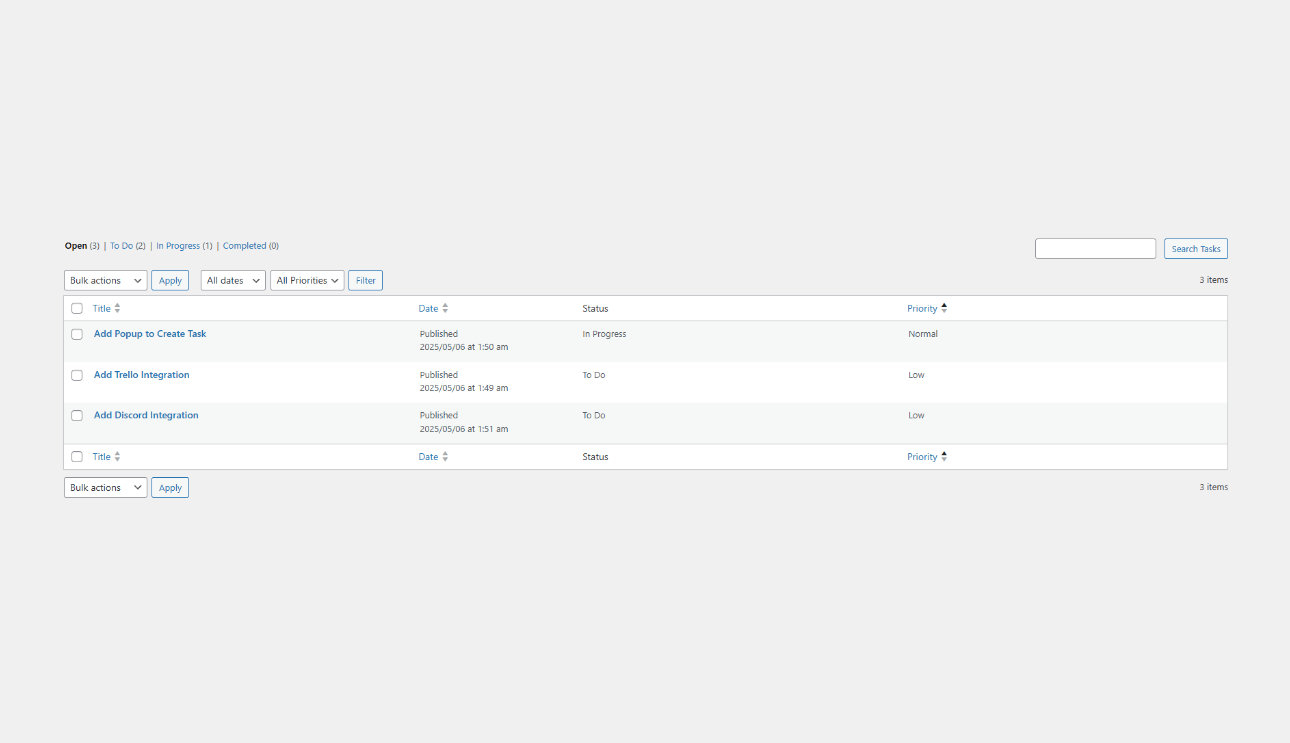 Open (3) | To Do (2) | In Progress (1) | Completed (0)
Search Tasks
Bulk actions Apply All dates All Priorities Filter 3 items
Title Date Status Priority
Add Popup to Create Task Published In Progress Normal
2025/05/06 at 1:50 am
Add Trello Integration Published To Do Low
2025/05/06 at 1:49 am
Add Discord Integration Published To Do Low
2025/05/06 at 1:51 am
Title Date Status Priority
Bulk actions Apply 3 items